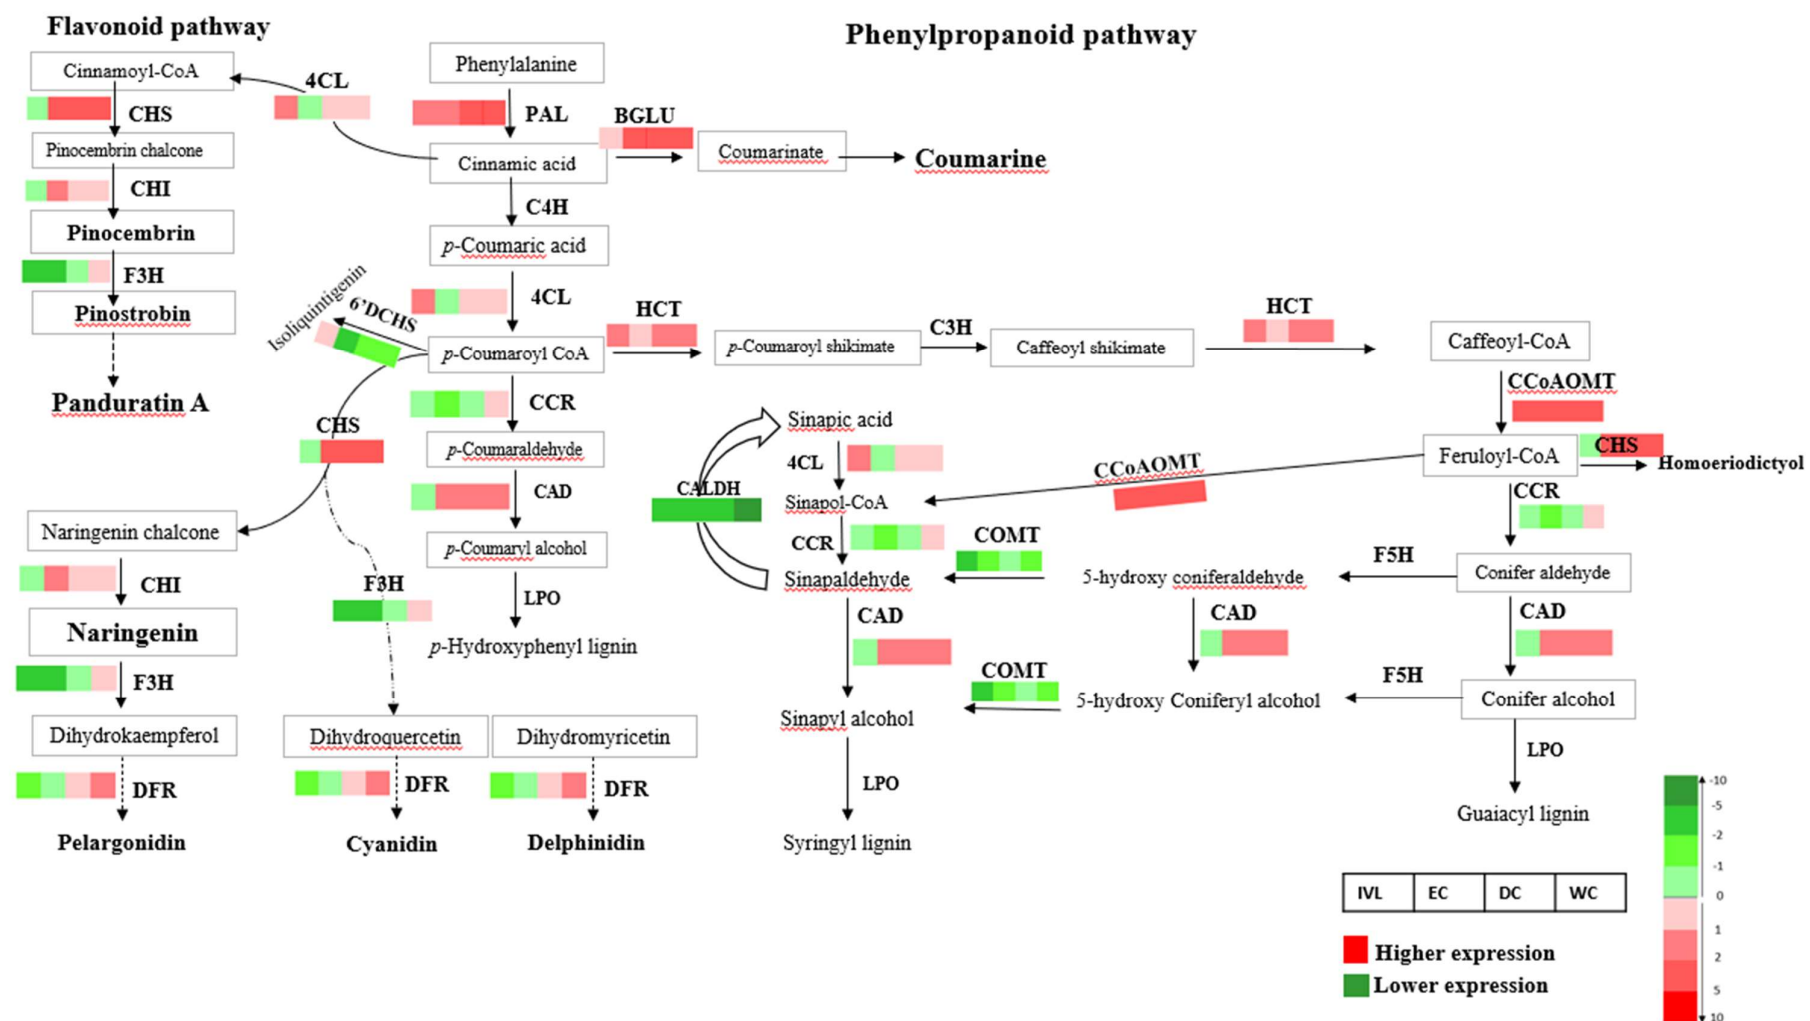 Flavonoid pathway
Phenylpropanoid pathway
Cinnamoyl-CoA
4CL
Phenylalanine
CHS
PAL
BGLU
Pinocembrin chalcone
Cinnamic acid
Coumarinate
Coumarine
CHI
C4H
Pinocembrin
p-Coumaric acid
F3H
4CL
Pinostrobin
Isoliquintigenin
6’DCHS
HCT
C3H
HCT
p-Coumaroyl CoA
p-Coumaroyl shikimate
Caffeoyl shikimate
Caffeoyl-CoA
Panduratin A
CCR
CCoAOMT
CHS
Sinapic acid
p-Coumaraldehyde
4CL
CCoAOMT
Feruloyl-CoA
CHS
Homoeriodictyol
CAD
CALDH
Sinapol-CoA
CCR
Naringenin chalcone
p-Coumaryl alcohol
CCR
COMT
F5H
CHI
F3H
LPO
Sinapaldehyde
5-hydroxy coniferaldehyde
Conifer aldehyde
Naringenin
p-Hydroxyphenyl lignin
CAD
CAD
CAD
F3H
COMT
F5H
Dihydrokaempferol
Dihydroquercetin
Dihydromyricetin
Sinapyl alcohol
5-hydroxy Coniferyl alcohol
Conifer alcohol
DFR
DFR
DFR
LPO
LPO
Pelargonidin
Cyanidin
Delphinidin
Syringyl lignin
Guaiacyl lignin
IVL EC DC WC
Higher expression
Lower expression
-10
-5
-2
-1
0
1
2
5
10